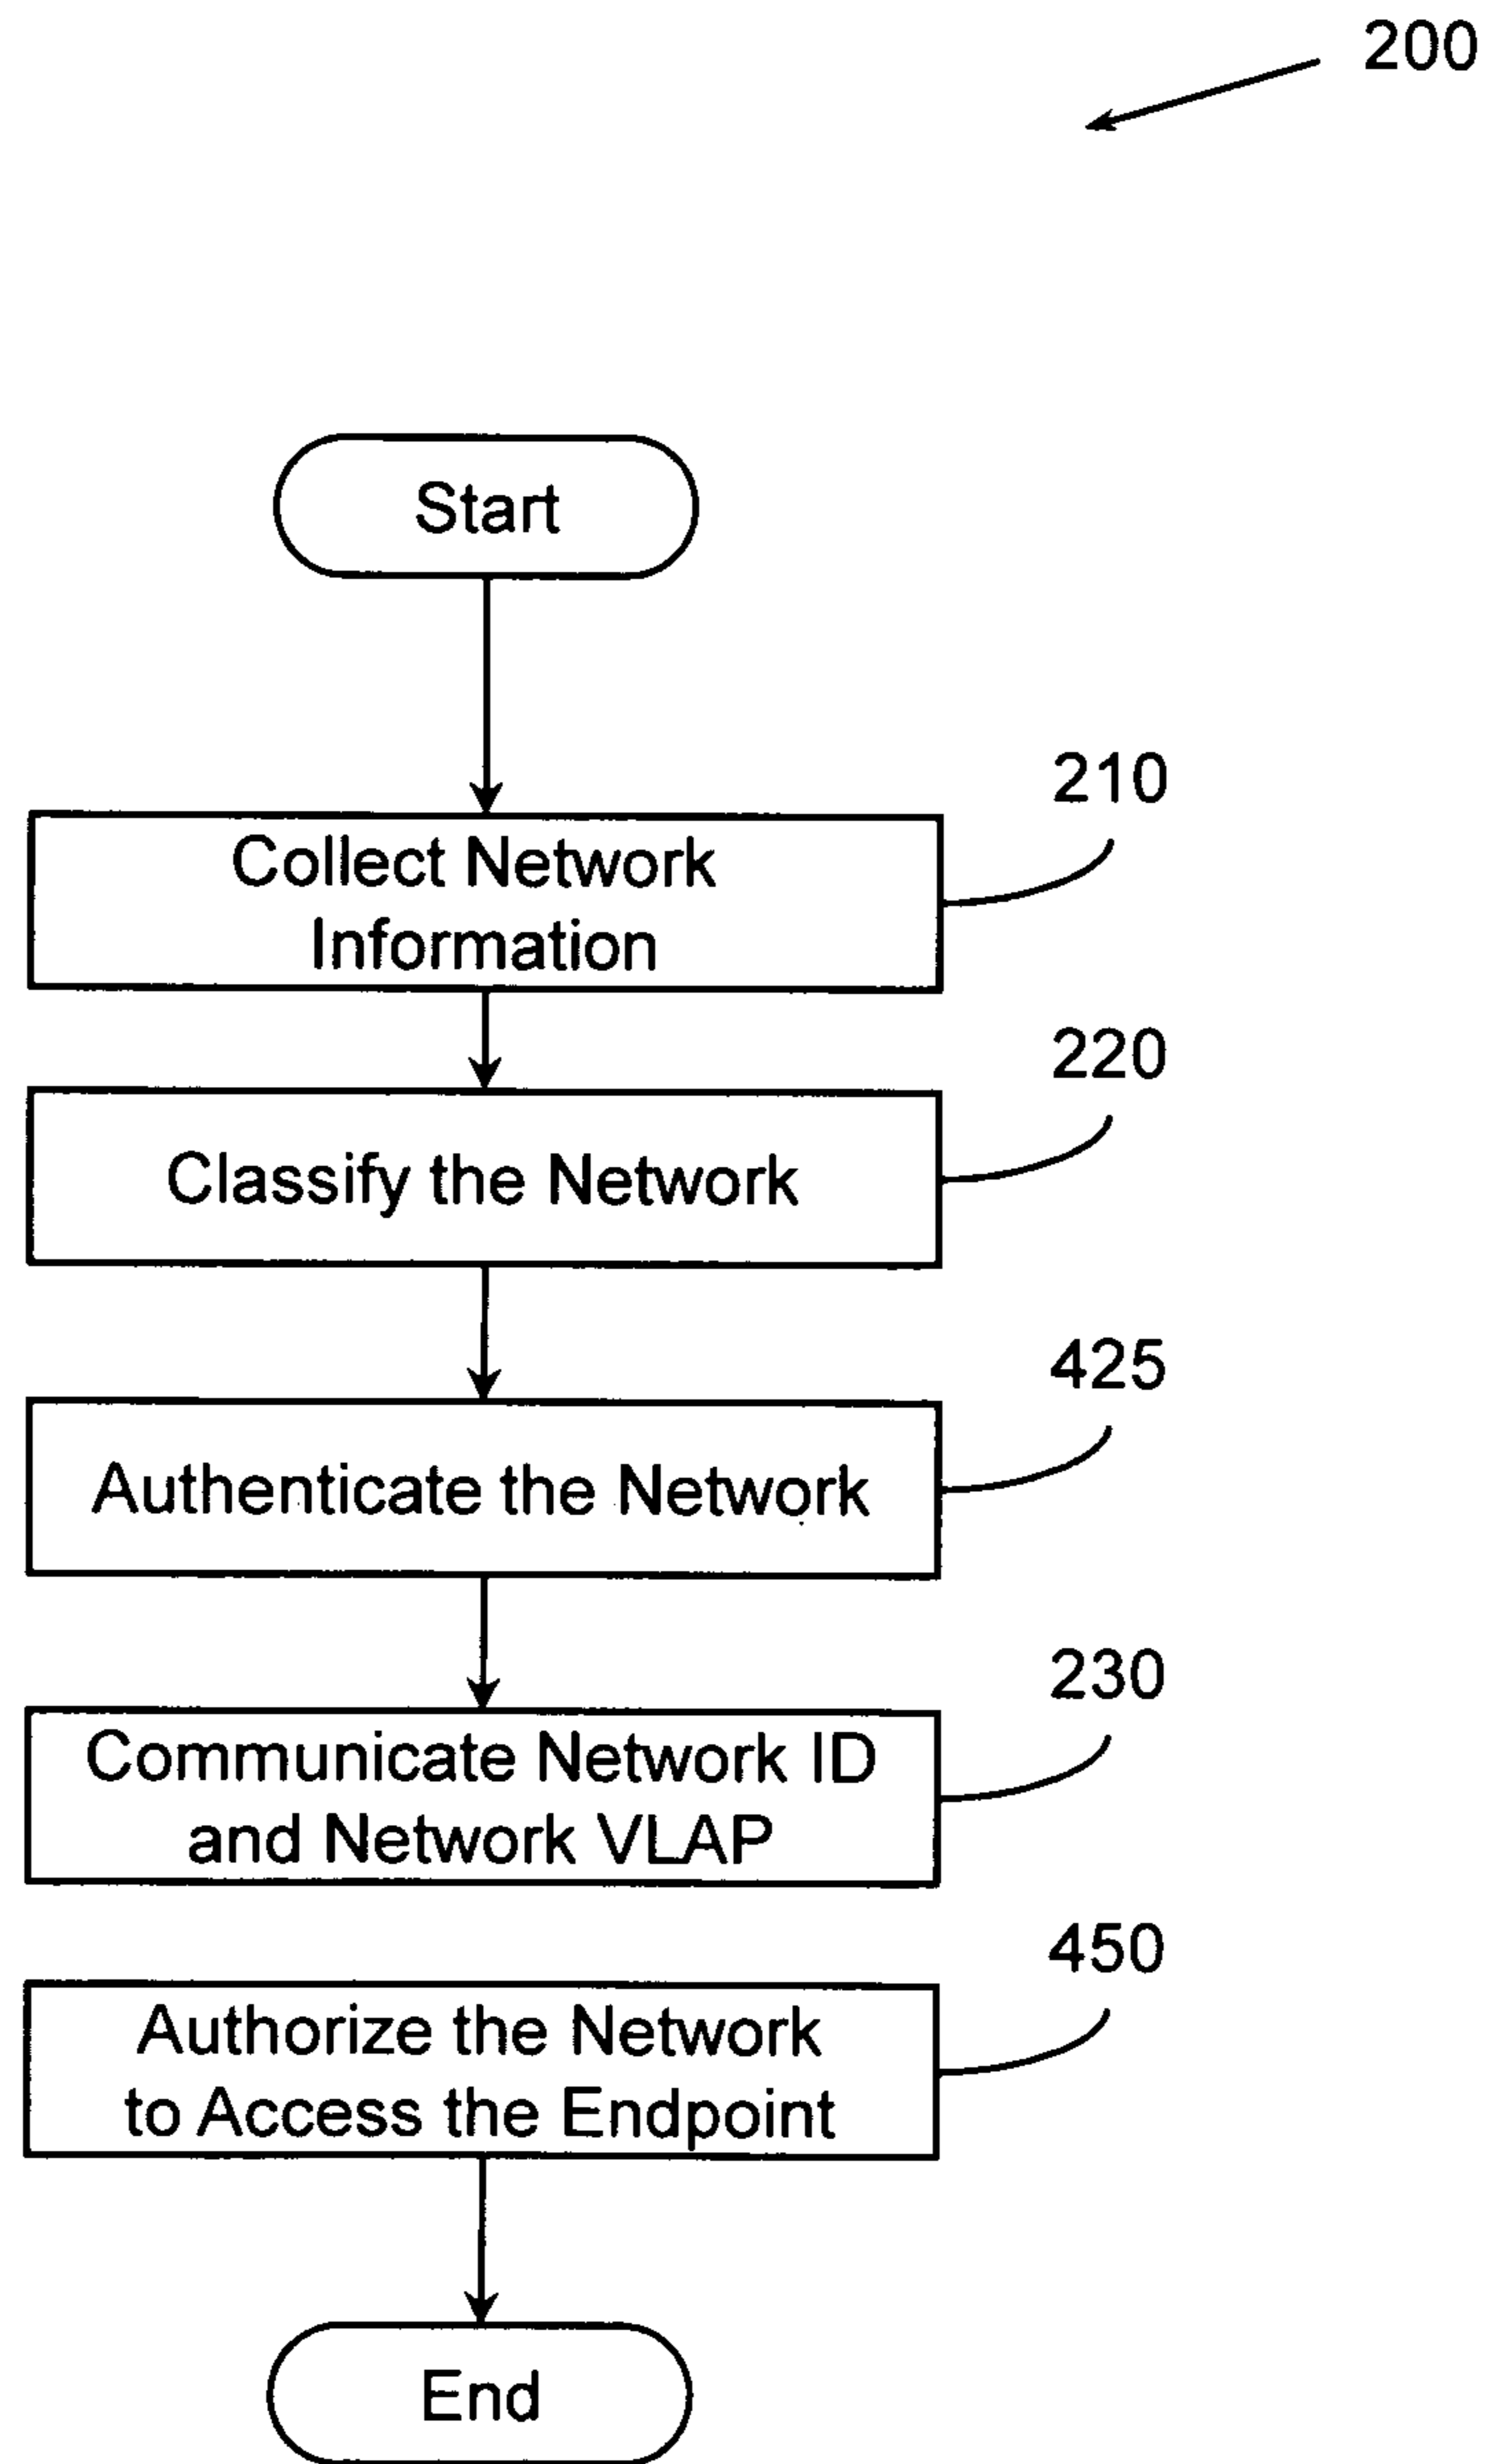 200
Start
210
Collect Network
Information
220
Classify the Network
425
Authenticate the Network
230
Communicate Network ID
and Network VLAP
450
Authorize the Network
to Access the Endpoint
End